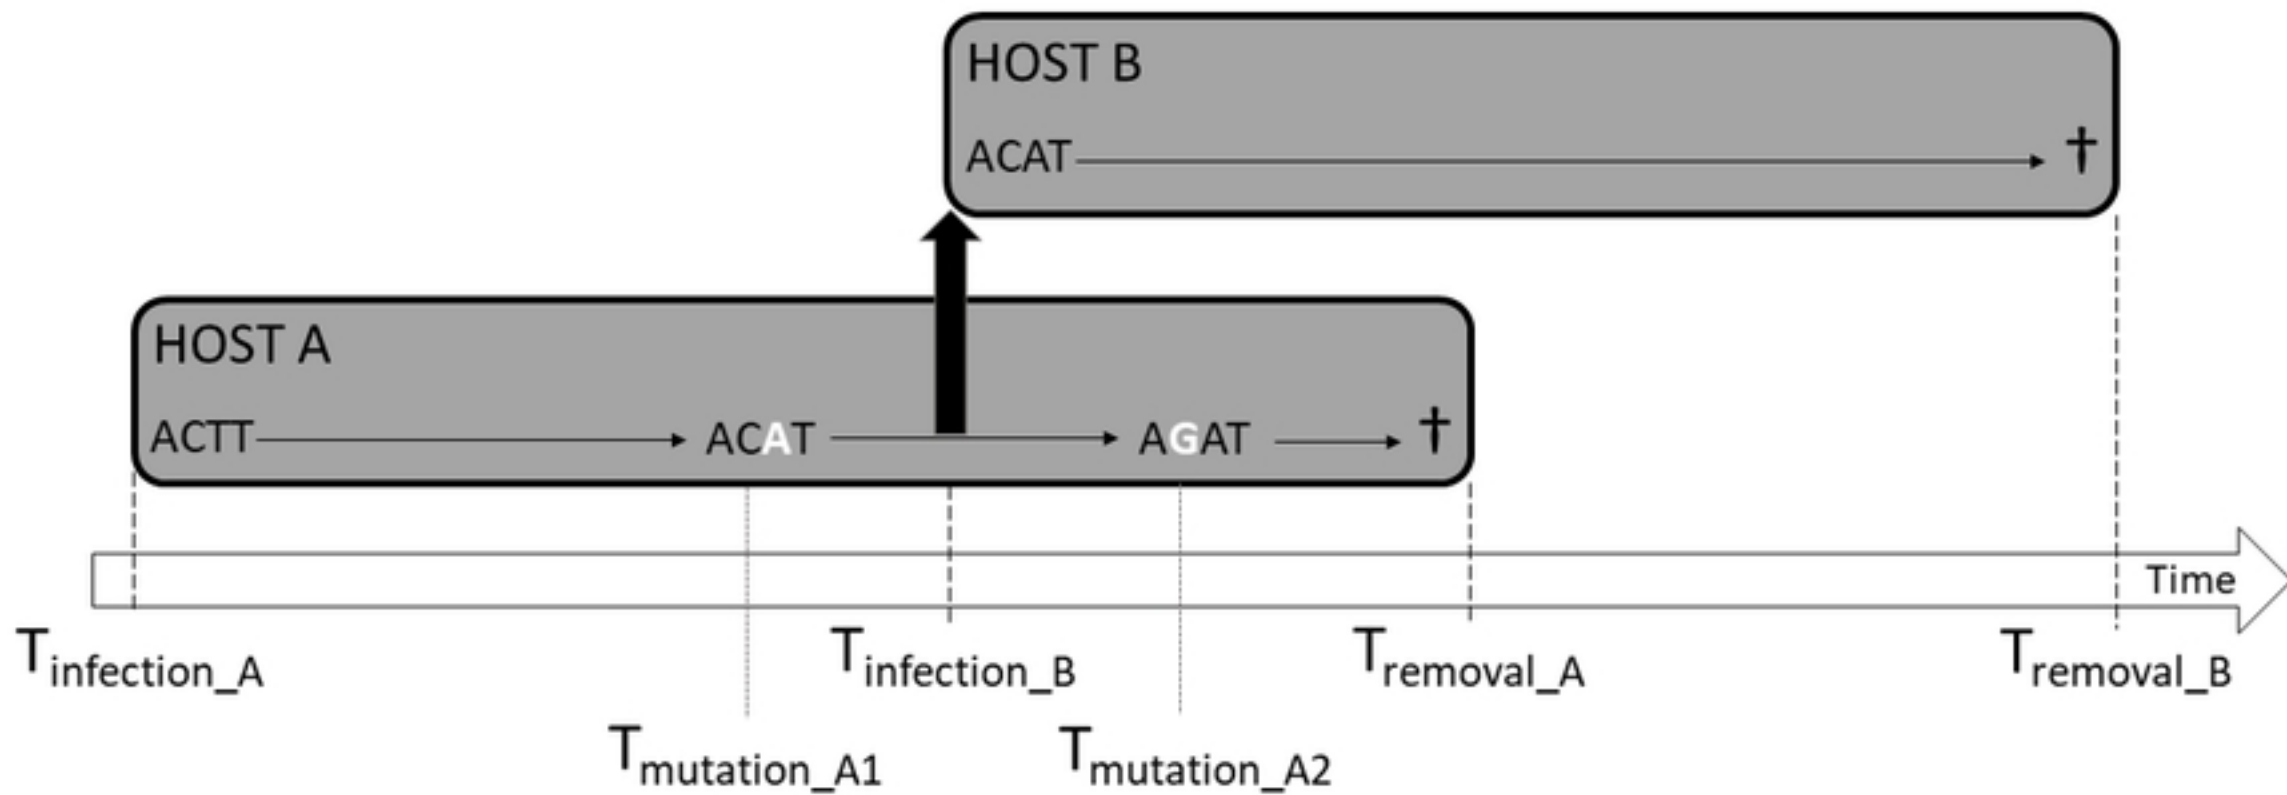 HOST B
ACAT †
HOST A
ACTT ACAT AGAT †
Time
Tinfection_A Tinfection_B Tremoval_A Tremoval_B
Tmutation_A1 Tmutation_A2